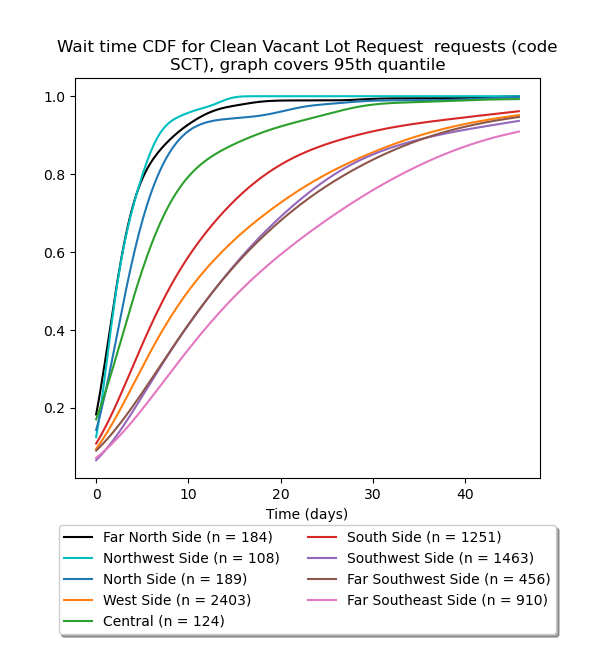 Wait time CDF for Clean Vacant Lot Request  requests (code
SCT), graph covers 95th quantile
1.0
0.8
0.6
0.4
0.2
0
10
20
30
40
Time (days)
Far North Side (n = 184)
Northwest Side (n = 108)
North Side (n = 189)
West Side (n = 2403)
Central (n = 124)
South Side (n = 1251)
Southwest Side (n = 1463)
Far Southwest Side (n = 456)
Far Southeast Side (n = 910)